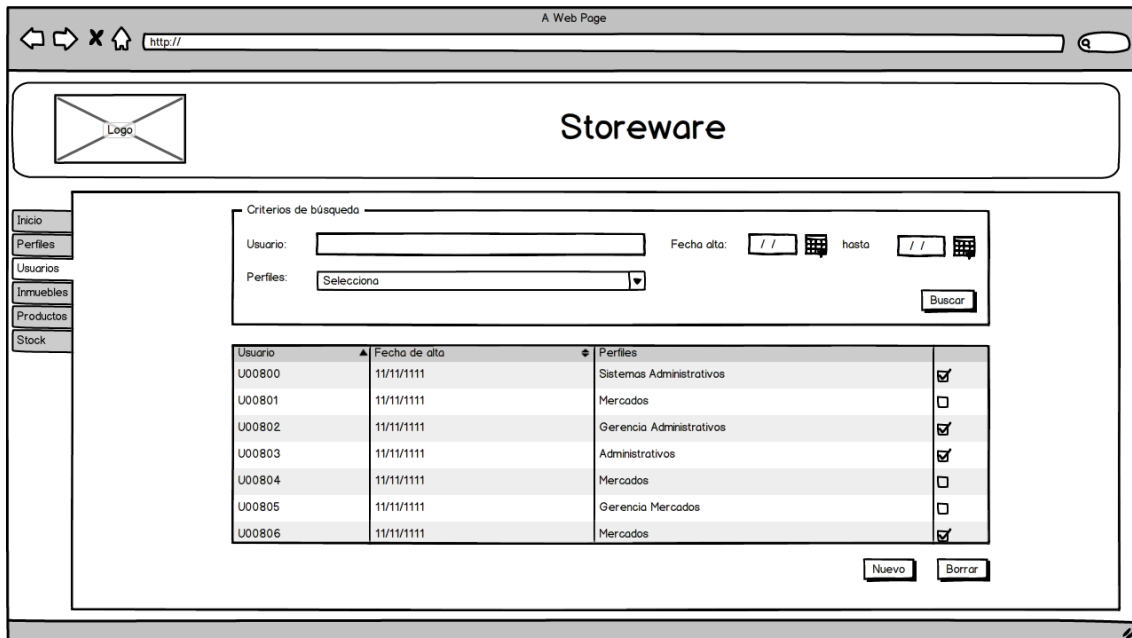 A Web Page
http://
Logo
Storeware
Inicio
Perfiles
Usuarios
Inmuebles
Productos
Stock
Criterios de búsqueda
Usuario: Fecha alta: / / hasta / /
Perfiles: Selecciona
Buscar
Usuario Fecha de alta Perfiles
U00800 11/11/1111 Sistemas Administrativos
U00801 11/11/1111 Mercados
U00802 11/11/1111 Gerencia Administrativos
U00803 11/11/1111 Administrativos
U00804 11/11/1111 Mercados
U00805 11/11/1111 Gerencia Mercados
U00806 11/11/1111 Mercados
Nuevo Borrar